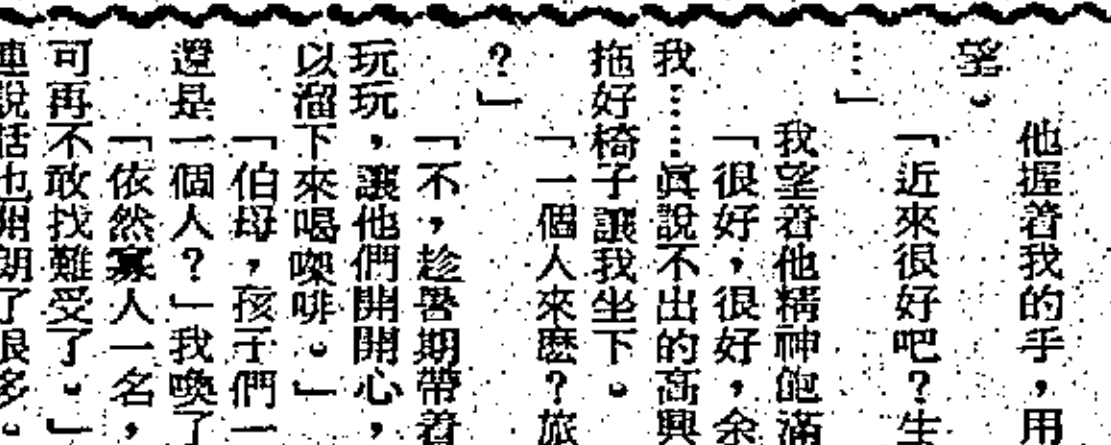 他握着我的手，用
望。
「近來很好吧？生
…」
我望着他精神飽滿
「很好，很好，余
我……眞說不出的高興
拖好椅子讓我坐下。
「一個人來麽？旅
？」
「不，趁暑期帶着
玩玩，讓他們開開心，
以溜下來喝咖啡。」
「伯母，孩子們一
還是一個人？」我喚了
「依然寡人一名，
可再不敢找難受了。」
連說話也開朗了很多。